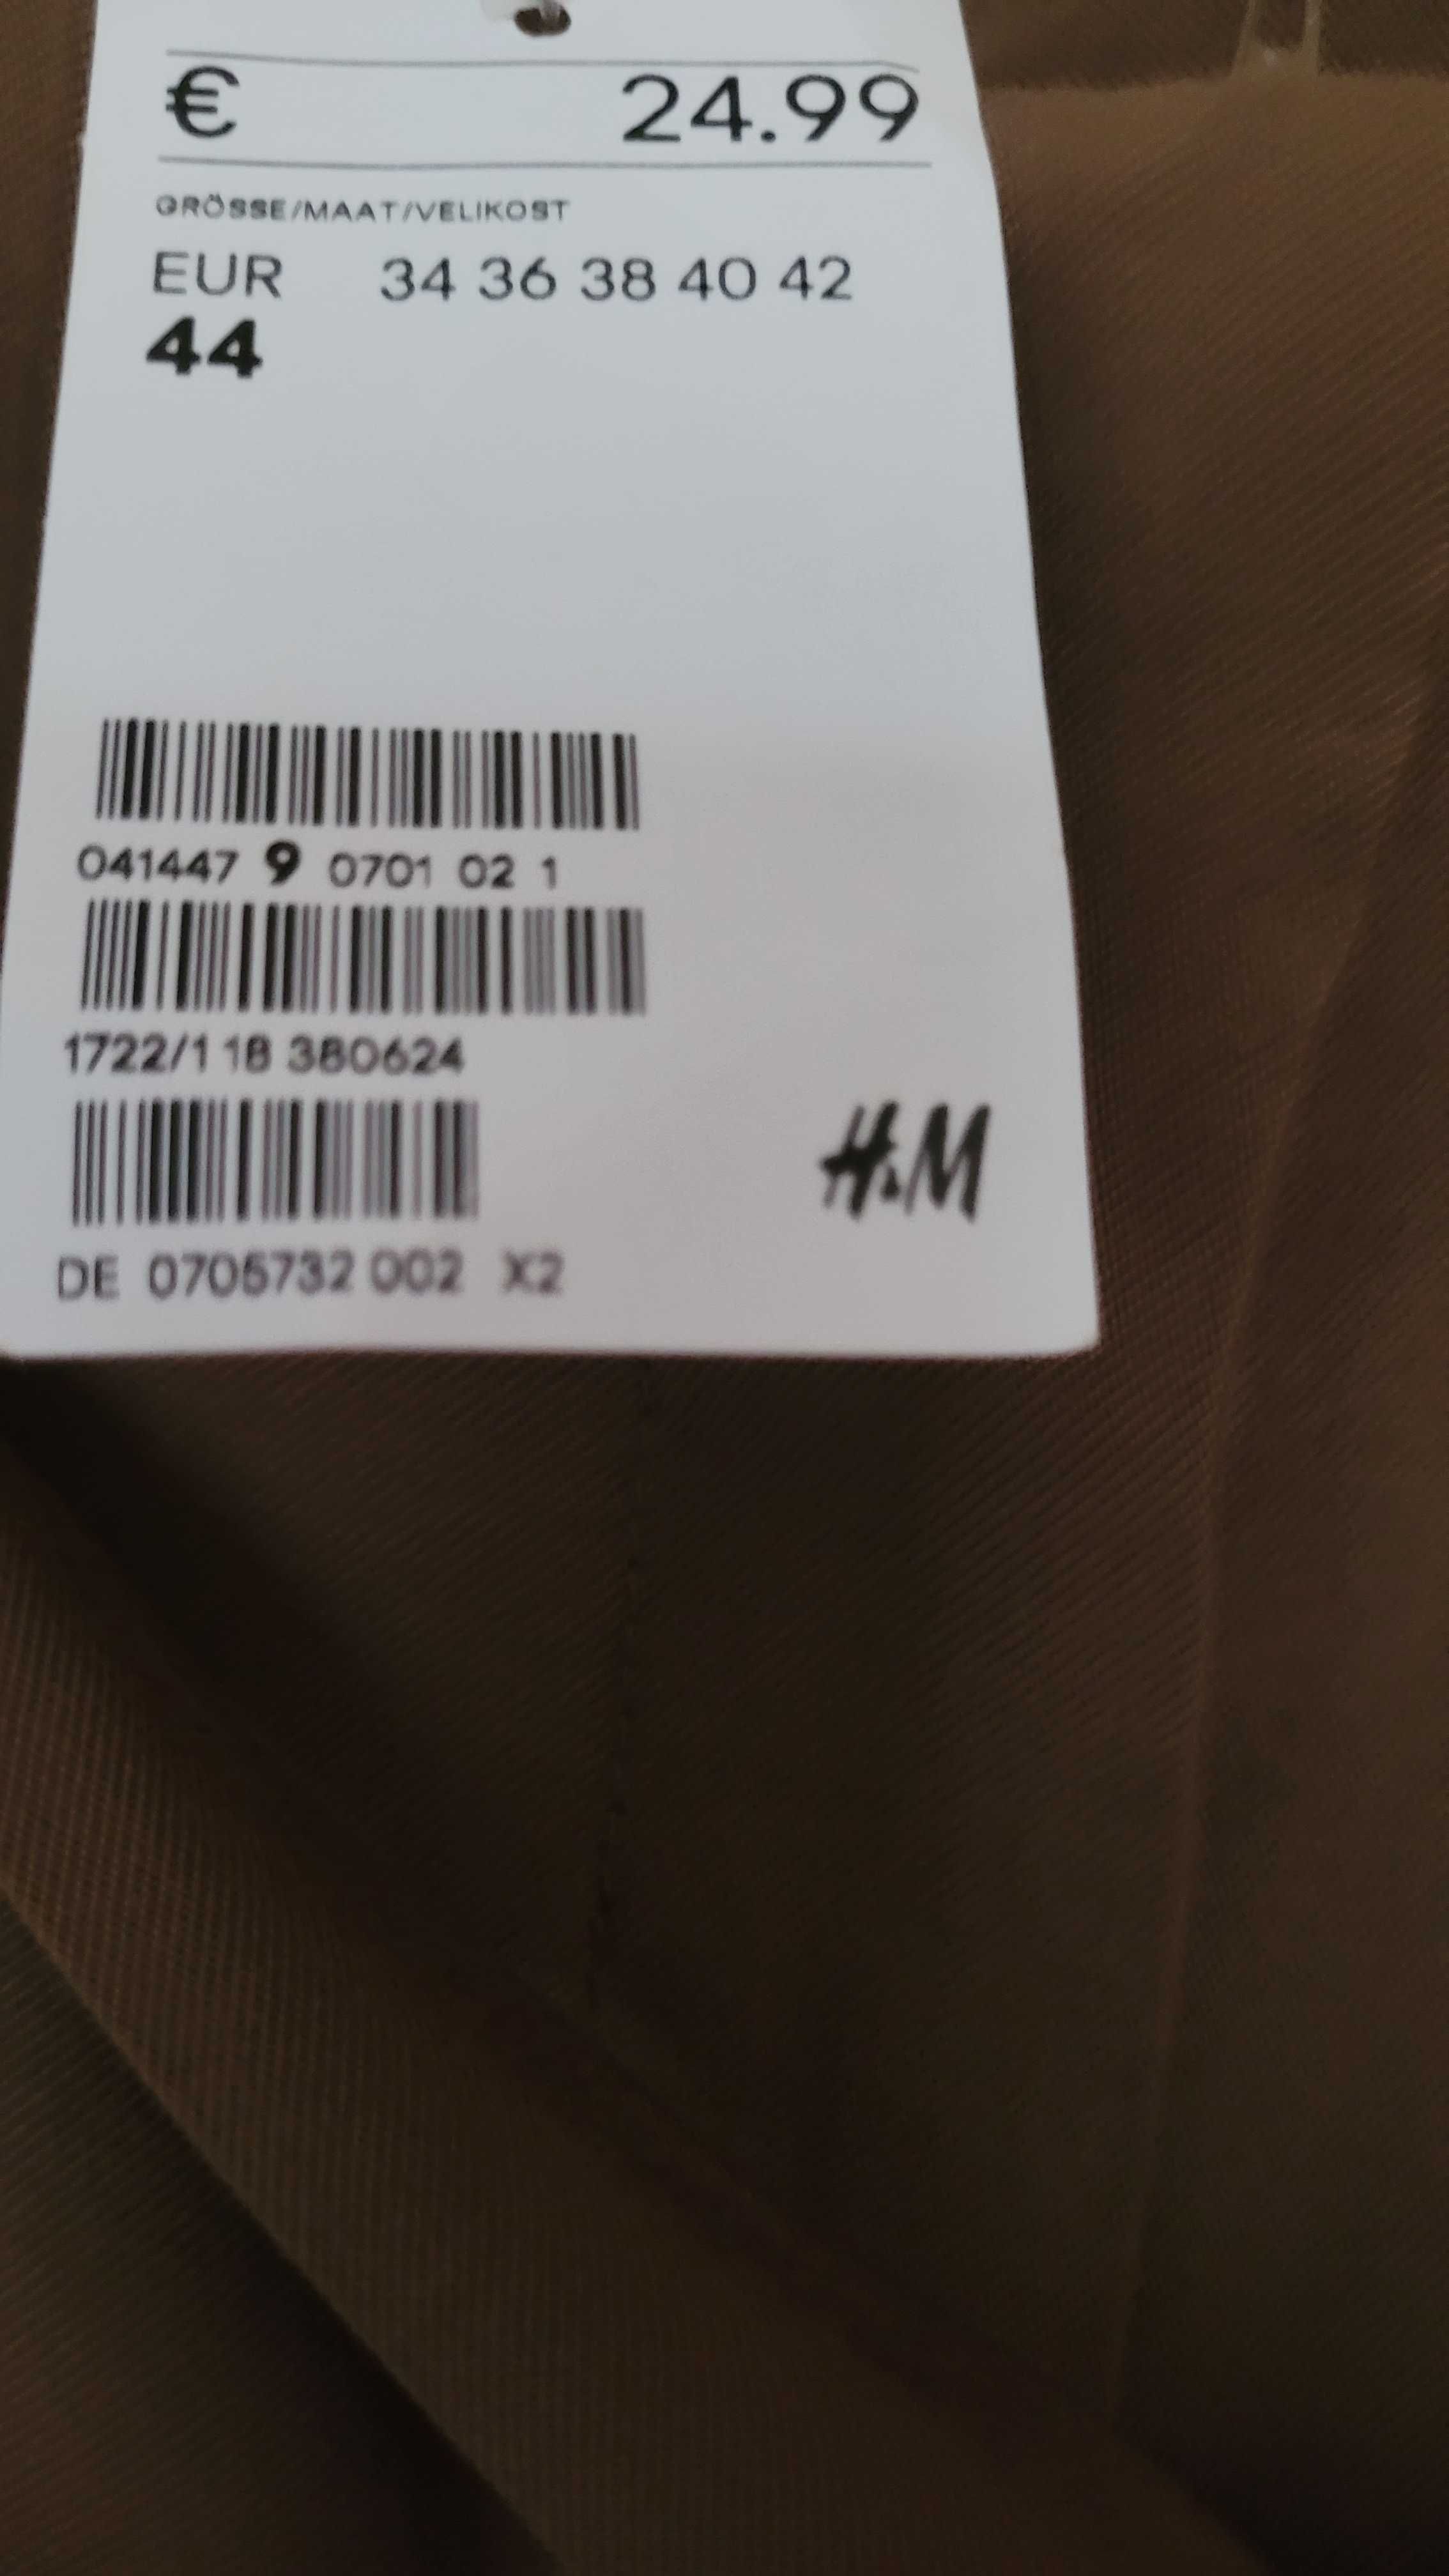 € 24.99
GRÖSSE/MAAT/VELIKOST
EUR 34 36 38 40 42
44
041447 9 0701 02 1
1722/1 18 380624
H&M
DE 0705732 002 X2